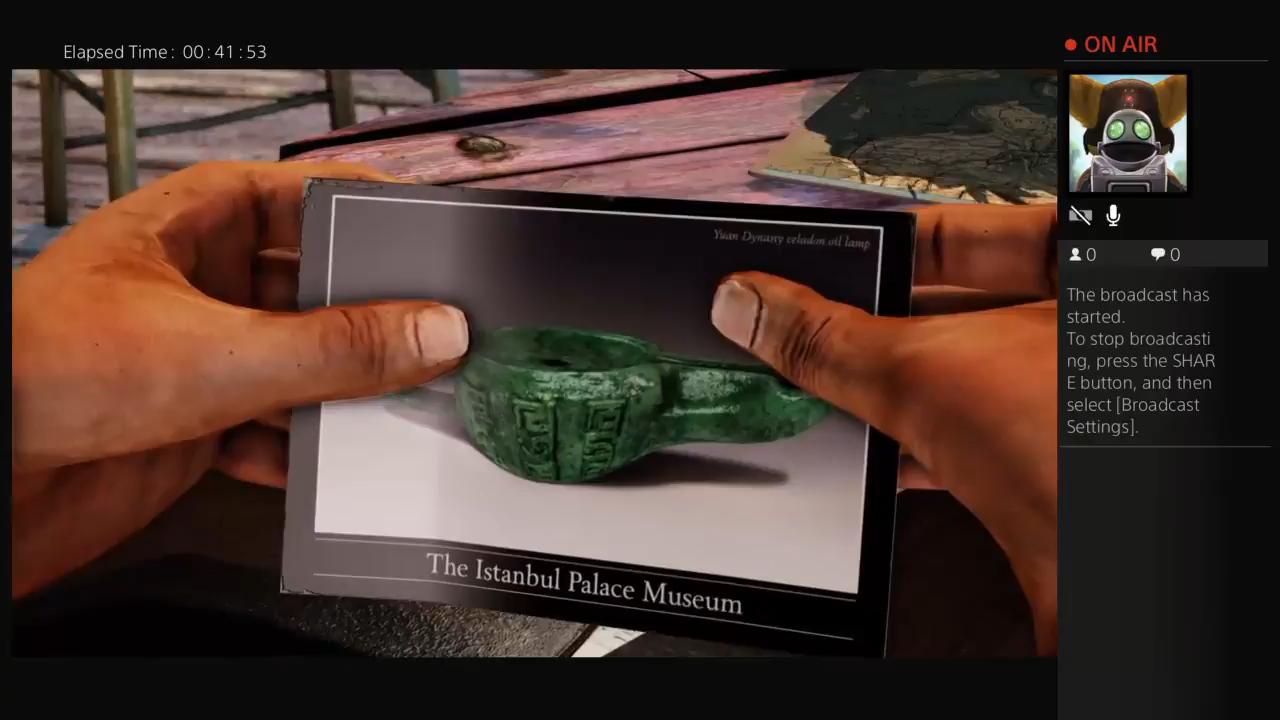 Elapsed Time: 00:41:53
ON AIR
0 0
The broadcast has
started.
To stop broadcasti
ng, press the SHAR
E button, and then
select [Broadcast
Settings].
Yuan Dynasty celadon oil lamp
The Istanbul Palace Museum